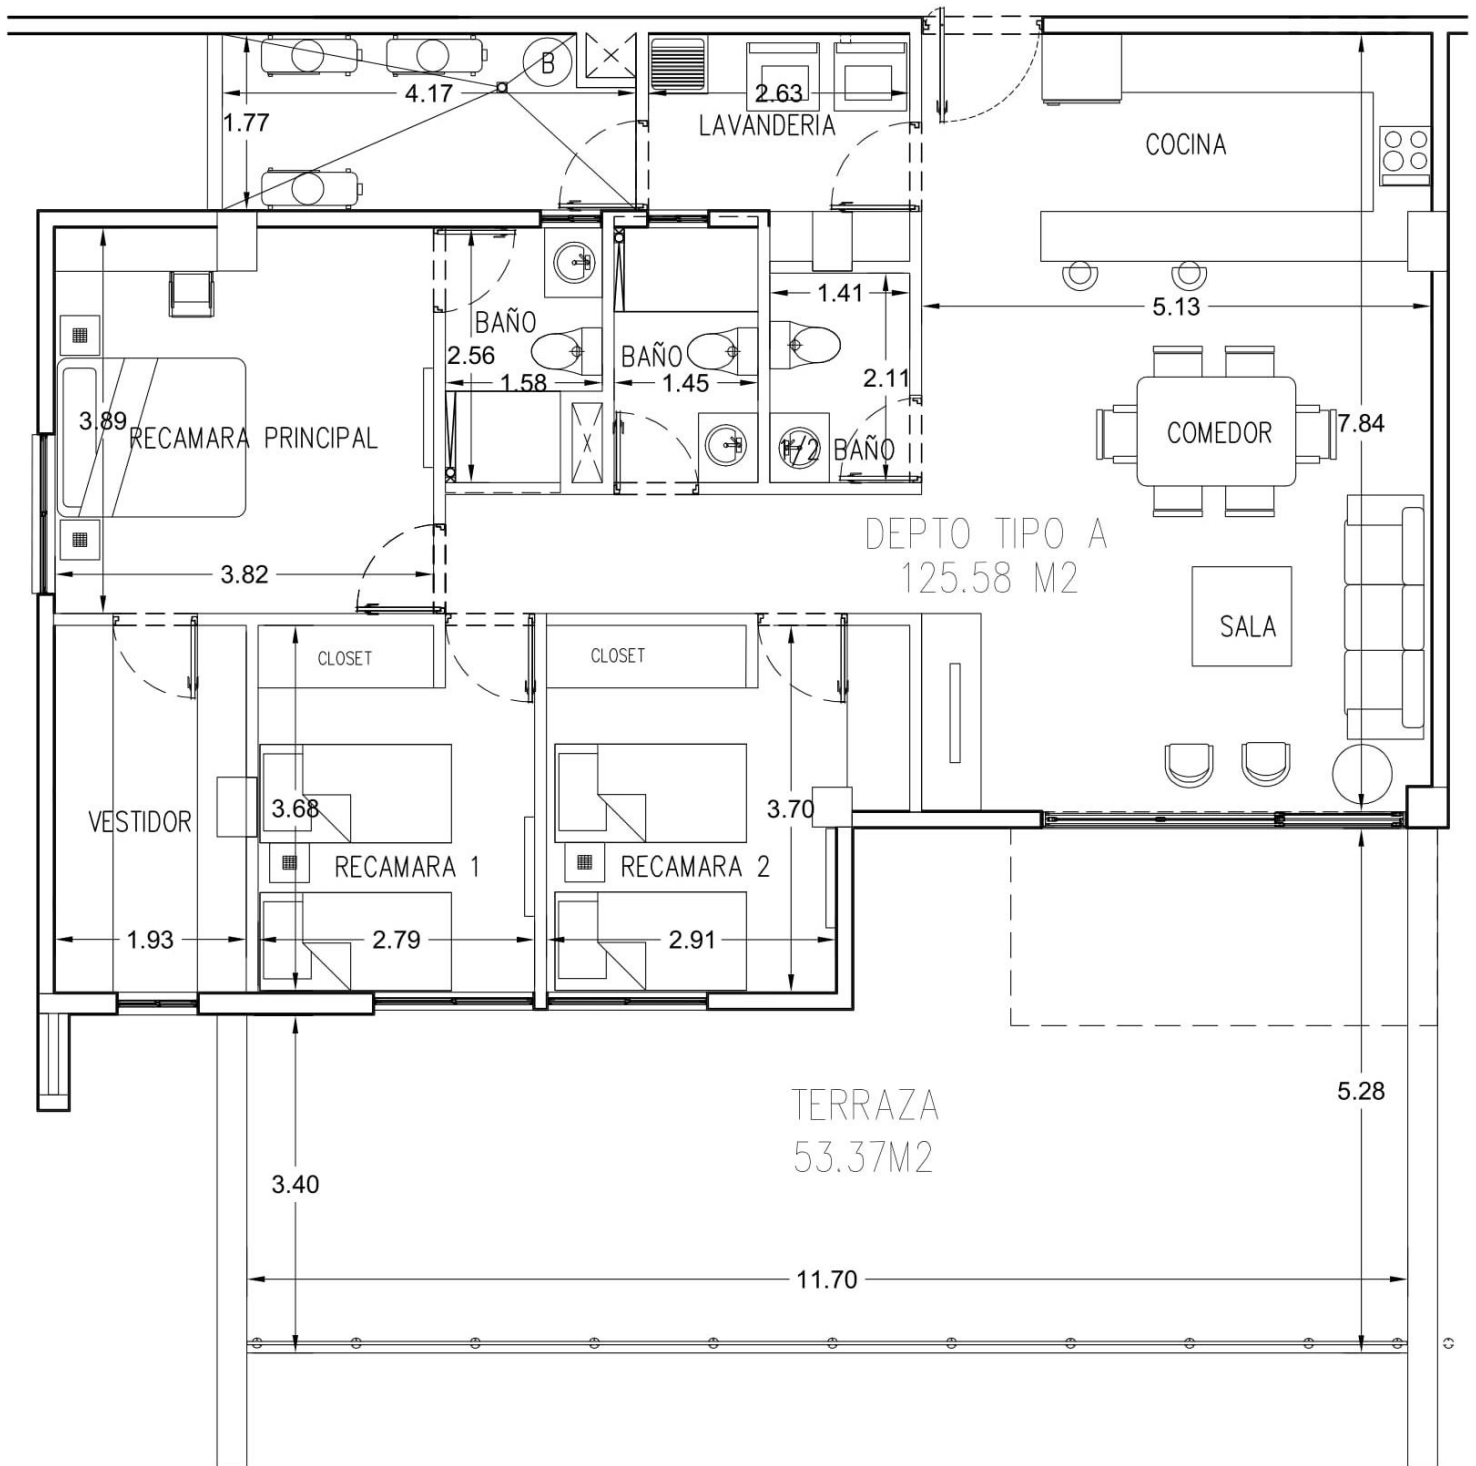 B
4.17
2.63
1.77
LAVANDERIA
COCINA
1.41
5.13
BAÑO
2.56
BAÑO
1.58
1.45
2.11
3.89
RECAMARA PRINCIPAL
1/2 BAÑO
COMEDOR
7.84
DEPTO TIPO A
125.58 M2
3.82
SALA
CLOSET
CLOSET
3.68
3.70
VESTIDOR
RECAMARA 1
RECAMARA 2
1.93
2.79
2.91
TERRAZA
53.37M2
5.28
3.40
11.70